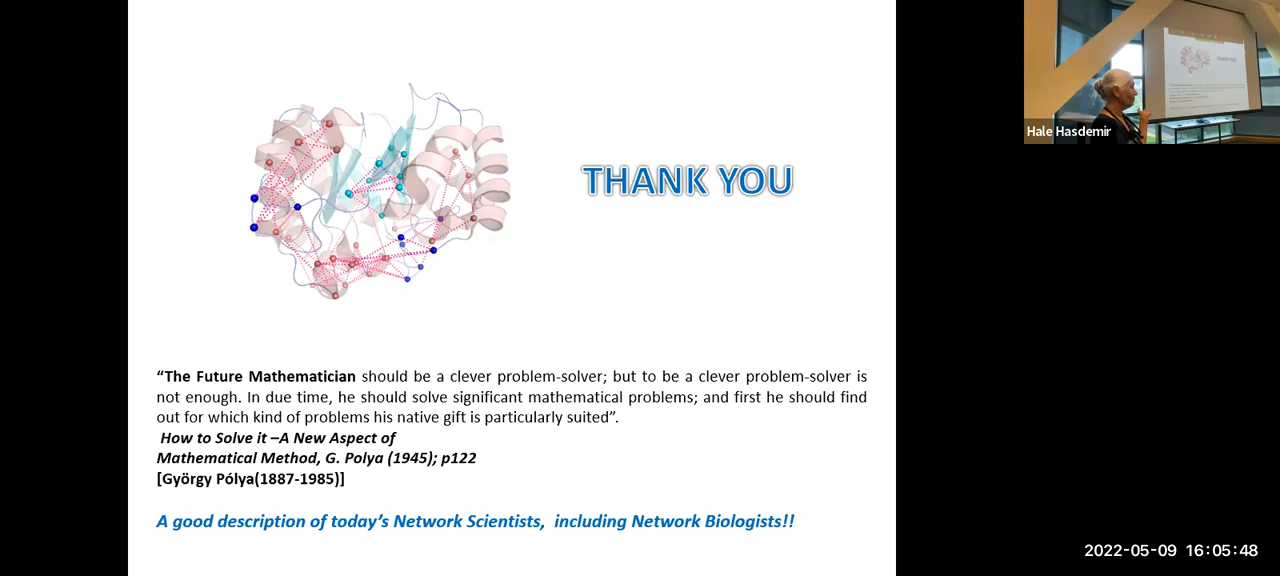 THANK YOU
Hale Hasdemir
“The Future Mathematician should be a clever problem-solver; but to be a clever problem-solver is
not enough. In due time, he should solve significant mathematical problems; and first he should find
out for which kind of problems his native gift is particularly suited”.
How to Solve it –A New Aspect of
Mathematical Method, G. Polya (1945); p122
[György Pólya(1887-1985)]
A good description of today’s Network Scientists, including Network Biologists!!
2022-05-09 16:05:48